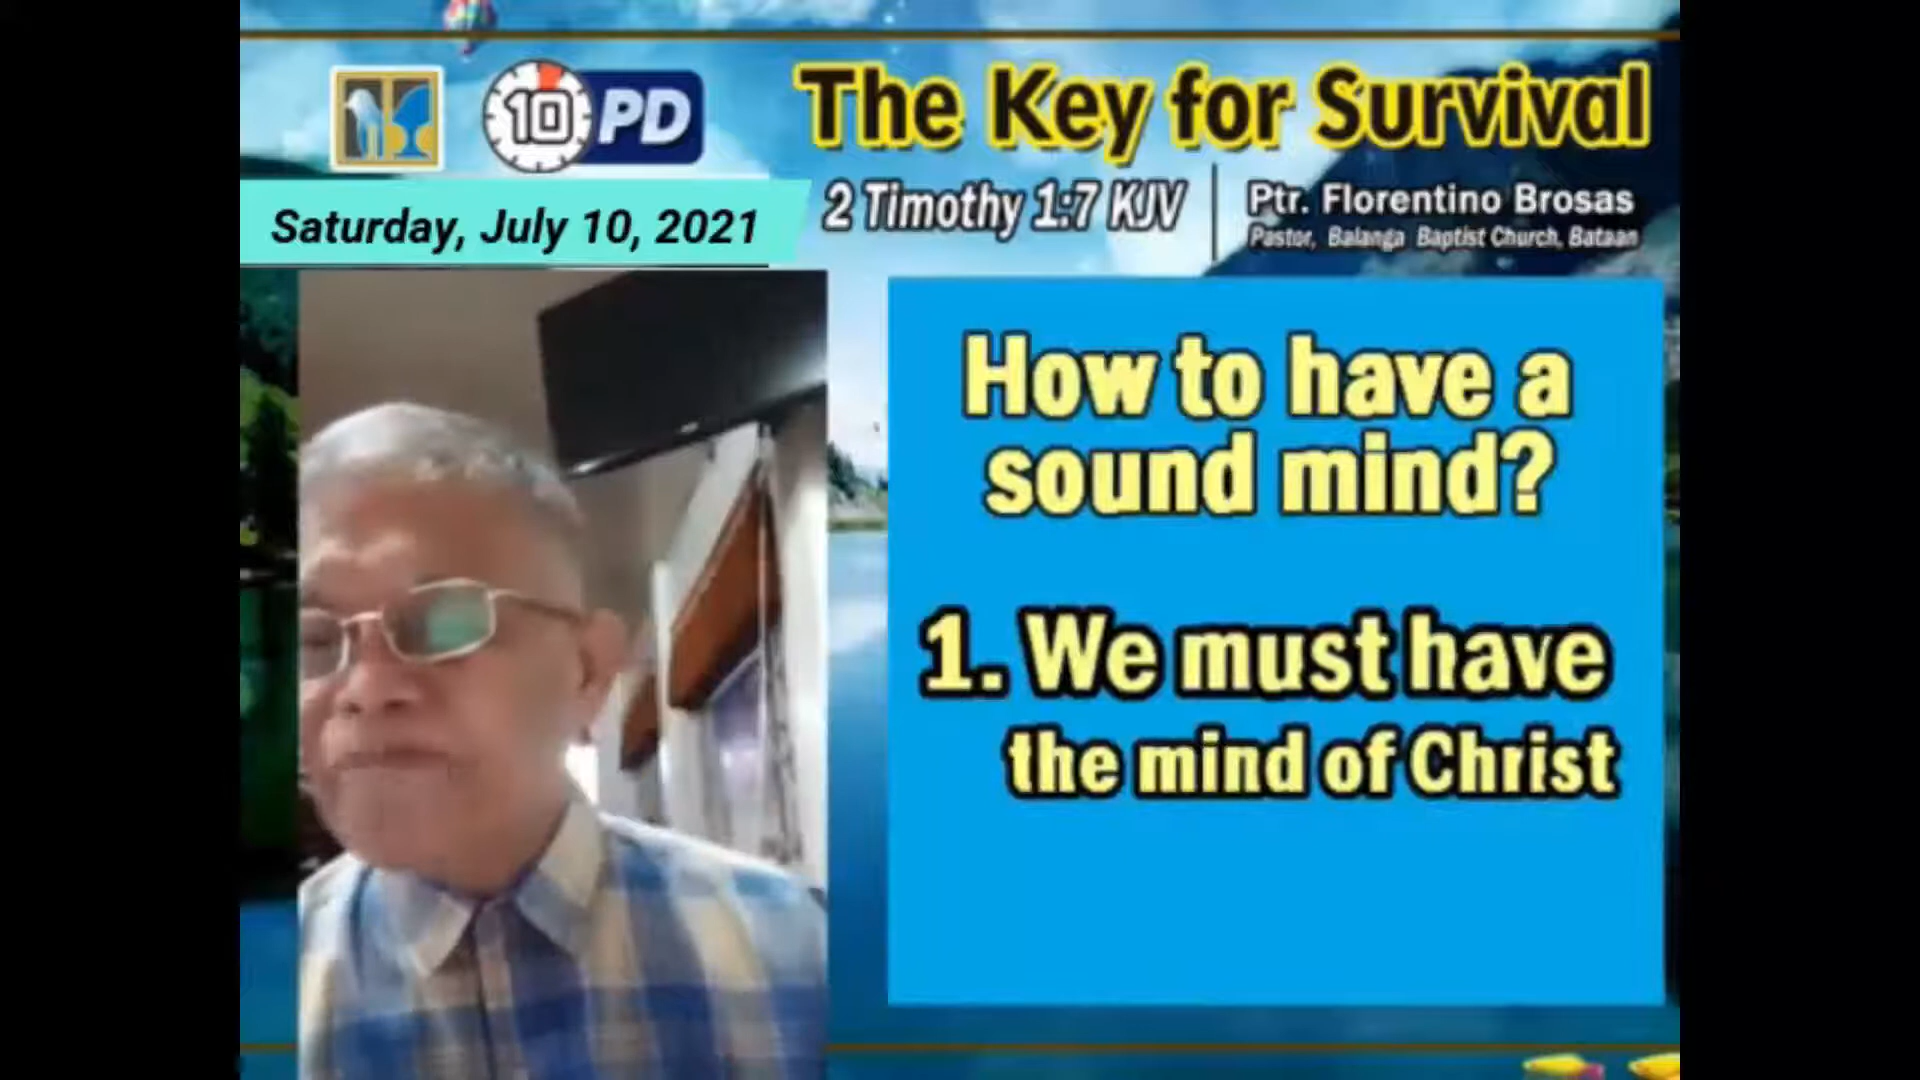 10 PD
The Key for Survival
Saturday, July 10, 2021
2 Timothy 1:7 KJV
Ptr. Florentino Brosas
Pastor, Balanga Baptist Church, Bataan
How to have a
sound mind?
1. We must have
the mind of Christ